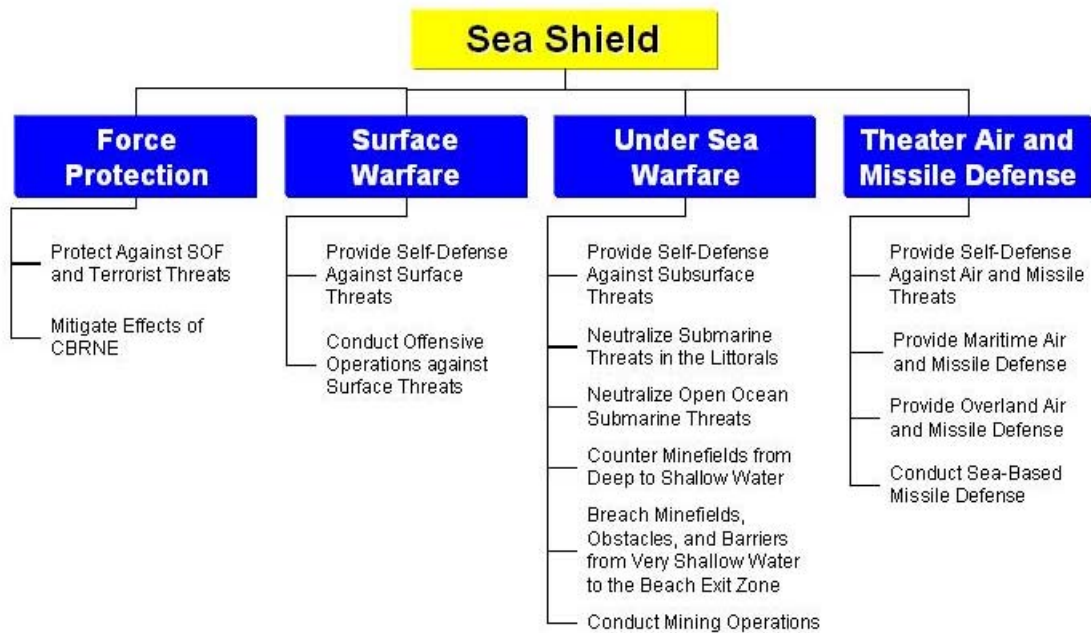 Sea Shield
Force
Protection
Protect Against SOF
and Terrorist Threats
Mitigate Effects of
CBRNE
Surface
Warfare
Provide Self-Defense
Against Surface
Threats
Conduct Offensive
Operations against
Surface Threats
Under Sea
Warfare
Provide Self-Defense
Against Subsurface
Threats
Neutralize Submarine
Threats in the Littorals
Neutralize Open Ocean
Submarine Threats
Counter Minefields from
Deep to Shallow Water
Breach Minefields,
Obstacles, and Barriers
from Very Shallow Water
to the Beach Exit Zone
Conduct Mining Operations
Theater Air and
Missile Defense
Provide Self-Defense
Against Air and Missile
Threats
Provide Maritime Air
and Missile Defense
Provide Overland Air
and Missile Defense
Conduct Sea-Based
Missile Defense